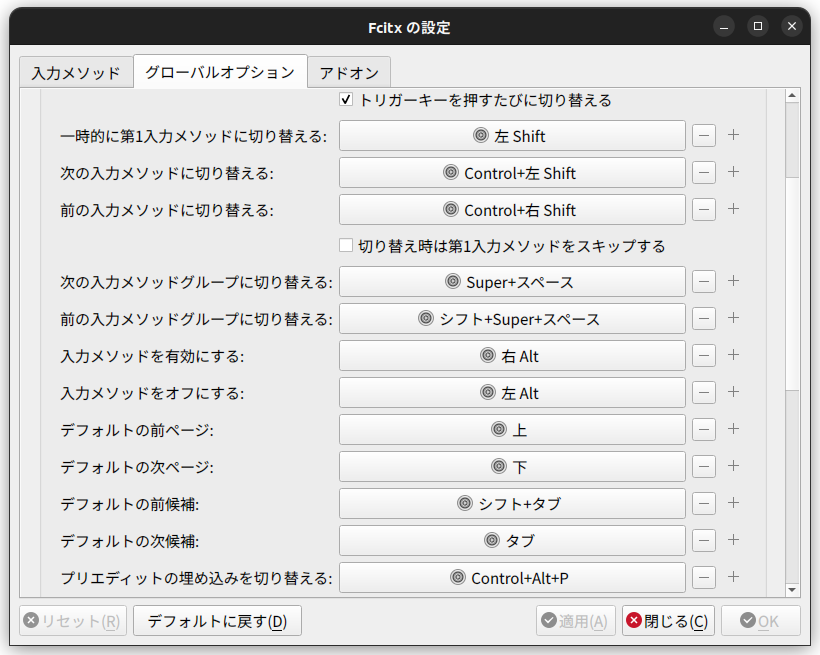 Fcitx の設定
入力メソッド グローバルオプション アドオン
トリガーキーを押すたびに切り替える
一時的に第1入力メソッドに切り替える: 左 Shift
次の入力メソッドに切り替える: Control+左 Shift
前の入力メソッドに切り替える: Control+右 Shift
切り替え時は第1入力メソッドをスキップする
次の入力メソッドグループに切り替える: Super+スペース
前の入力メソッドグループに切り替える: シフト+Super+スペース
入力メソッドを有効にする: 右 Alt
入力メソッドをオフにする: 左 Alt
デフォルトの前ページ: 上
デフォルトの次ページ: 下
デフォルトの前候補: シフト+タブ
デフォルトの次候補: タブ
プリエディットの埋め込みを切り替える: Control+Alt+P
リセット(R) デフォルトに戻す(D) 適用(A) 閉じる(C) OK